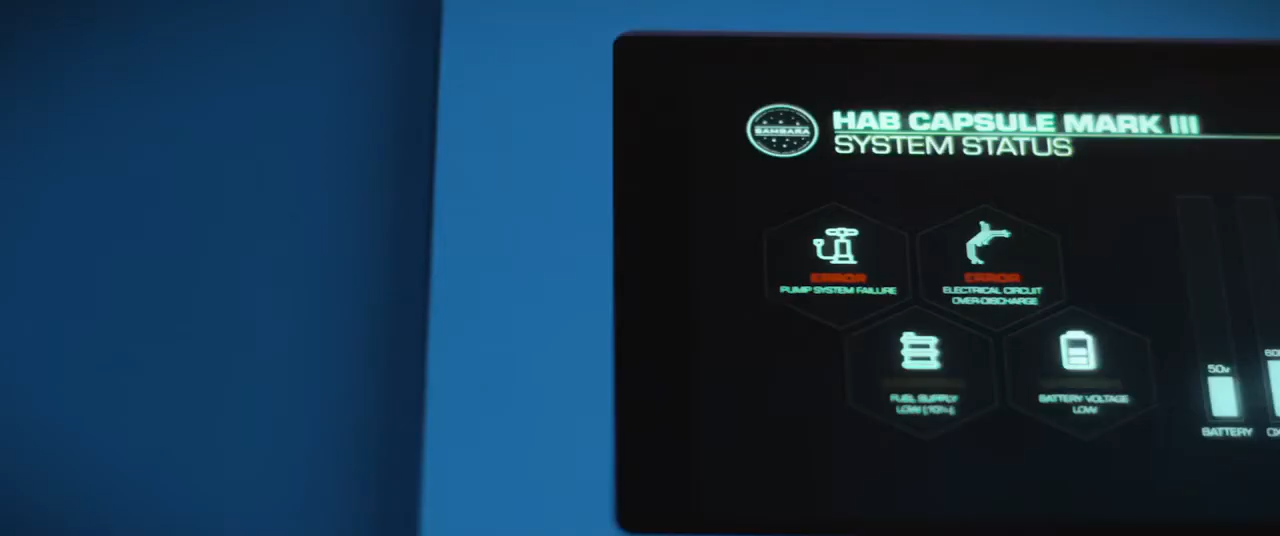 SAMSARA
HAB CAPSULE MARK III
SYSTEM STATUS
ERROR
PUMP SYSTEM FAILURE
ERROR
ELECTRICAL CIRCUIT
OVER-DISCHARGE
FUEL SUPPLY
LOW
BATTERY VOLTAGE
LOW
50v
BATTERY